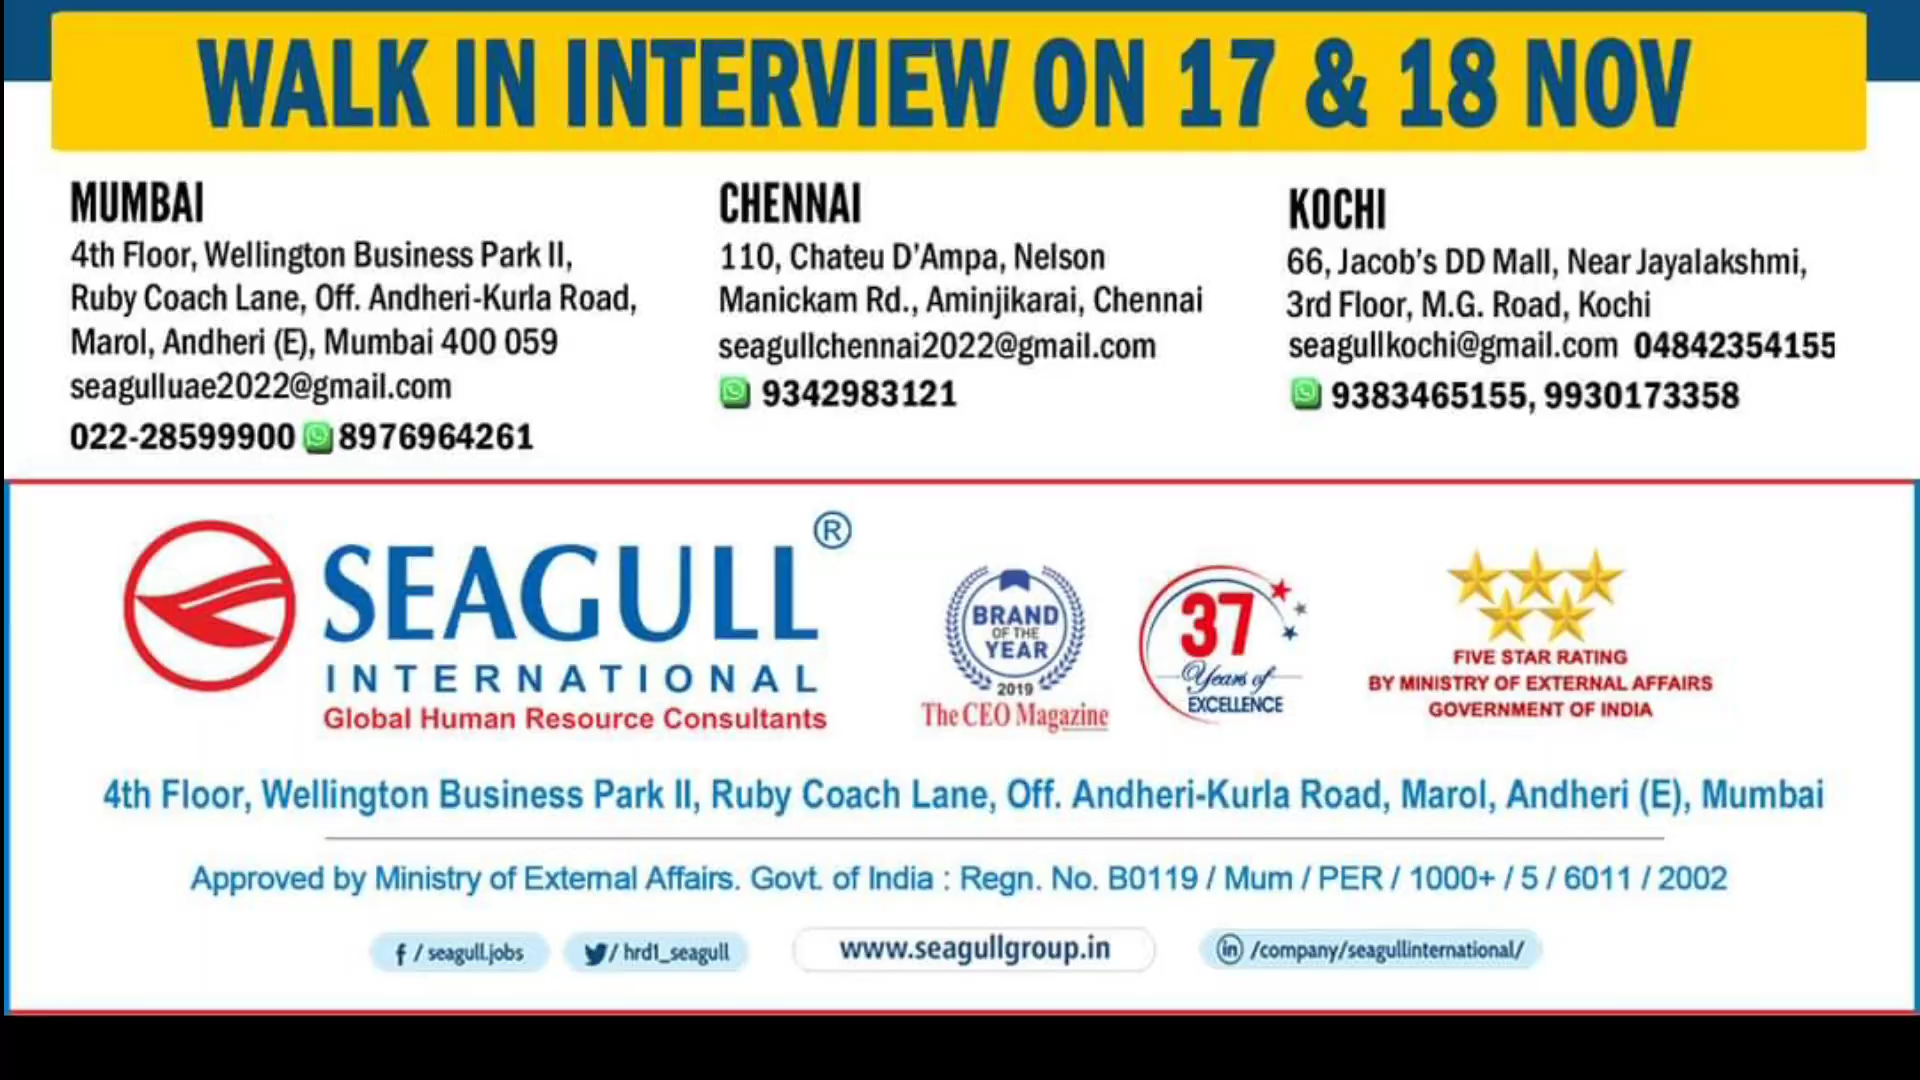 WALK IN INTERVIEW ON 17 & 18 NOV
MUMBAI
4th Floor, Wellington Business Park II,
Ruby Coach Lane, Off. Andheri-Kurla Road,
Marol, Andheri (E), Mumbai 400 059
seagulluae2022@gmail.com
022-28599900 8976964261
CHENNAI
110, Chateu D'Ampa, Nelson
Manickam Rd., Aminjikarai, Chennai
seagullchennai2022@gmail.com
9342983121
KOCHI
66, Jacob's DD Mall, Near Jayalakshmi,
3rd Floor, M.G. Road, Kochi
seagullkochi@gmail.com 04842354155
9383465155, 9930173358
SEAGULL®
INTERNATIONAL
Global Human Resource Consultants
BRAND
OF THE
YEAR
2019
The CEO Magazine
37
Years of
EXCELLENCE
FIVE STAR RATING
BY MINISTRY OF EXTERNAL AFFAIRS
GOVERNMENT OF INDIA
4th Floor, Wellington Business Park II, Ruby Coach Lane, Off. Andheri-Kurla Road, Marol, Andheri (E), Mumbai
Approved by Ministry of External Affairs. Govt. of India : Regn. No. B0119 / Mum / PER / 1000+ / 5 / 6011 / 2002
f / seagull.jobs
/ hrd1_seagull
www.seagullgroup.in
in /company/seagullinternational/